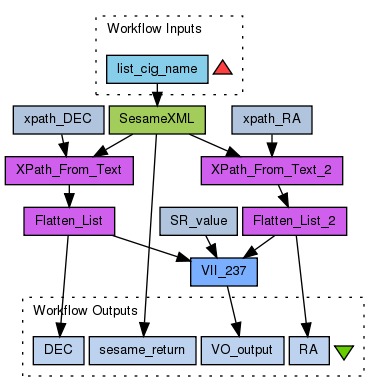 Workflow Inputs
list_cig_name
xpath_DEC
SesameXML
xpath_RA
XPath_From_Text
XPath_From_Text_2
Flatten_List
SR_value
Flatten_List_2
VII_237
Workflow Outputs
DEC
sesame_return
VO_output
RA